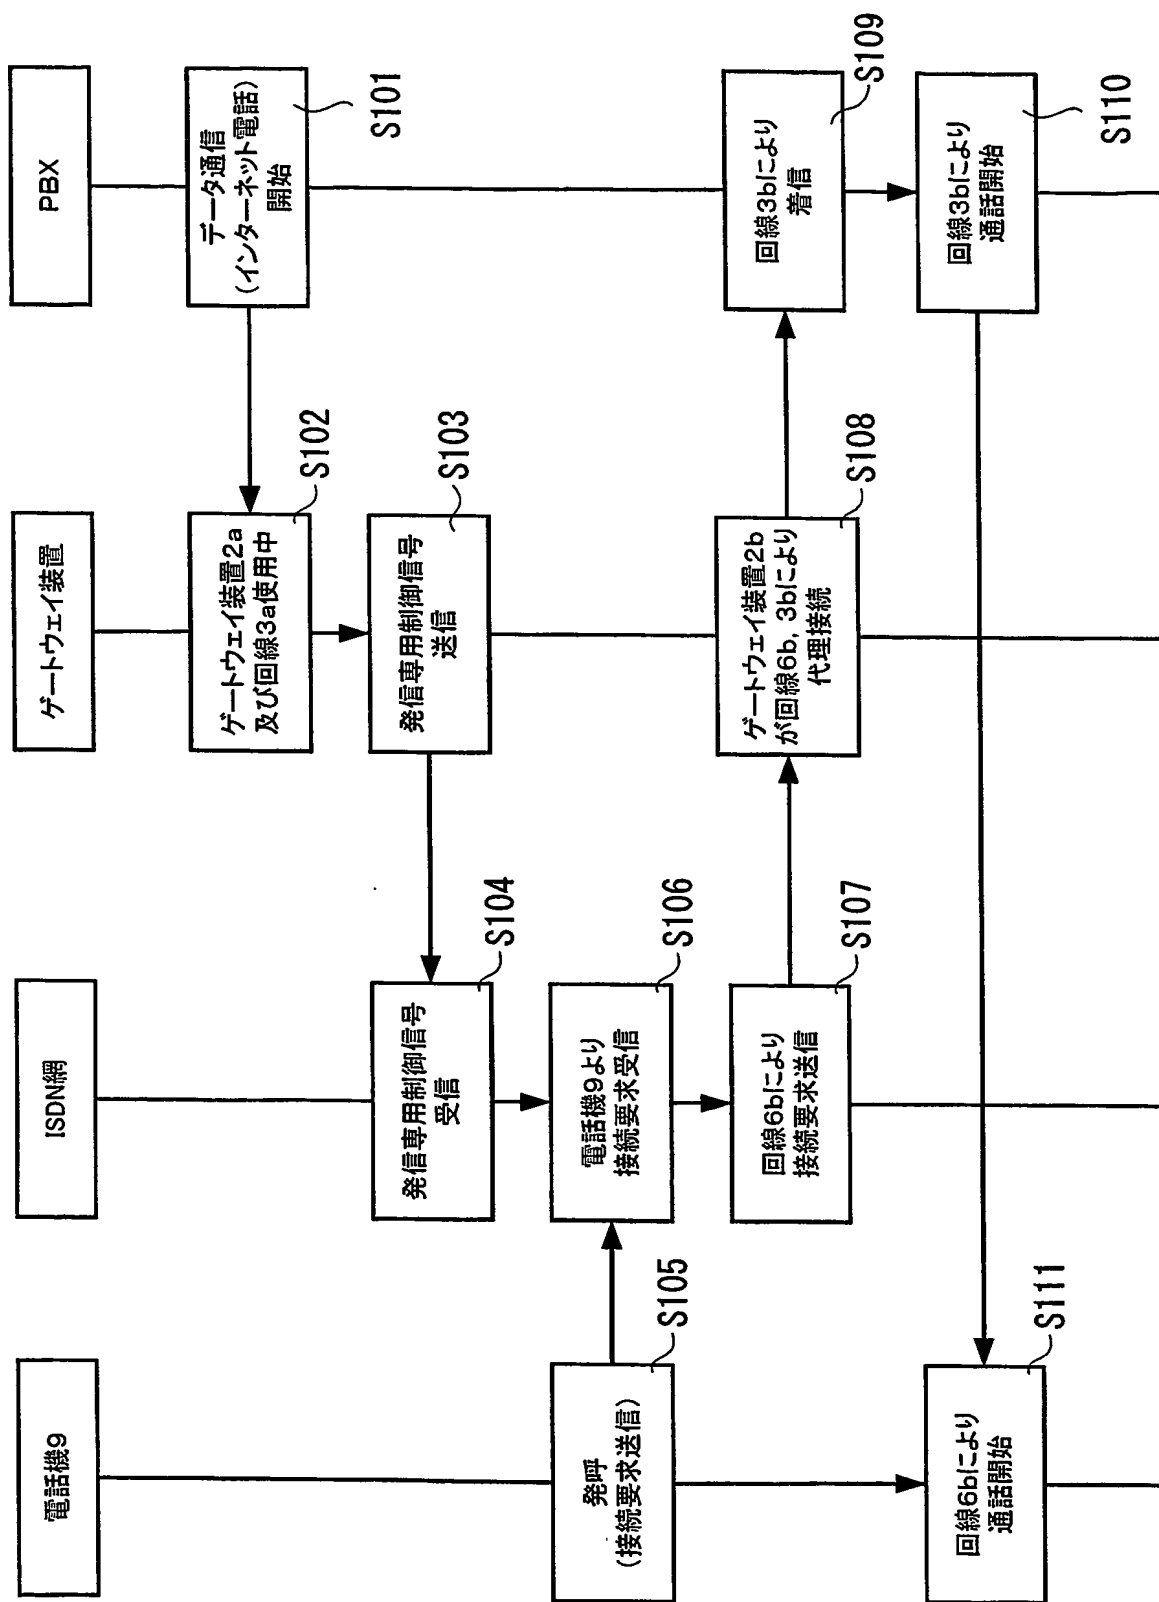 電話機9
ISDN網
ゲートウェイ装置
PBX
データ通信
(インターネット電話)
開始
S101
ゲートウェイ装置2a
及び回線3a使用中
S102
発信専用制御信号
送信
S103
発信専用制御信号
受信
S104
発呼
(接続要求送信)
S105
電話機9より
接続要求受信
S106
回線6bにより
接続要求送信
S107
ゲートウェイ装置2b
が回線6b, 3bにより
代理接続
S108
回線3bにより
着信
S109
回線3bにより
通話開始
S110
回線6bにより
通話開始
S111